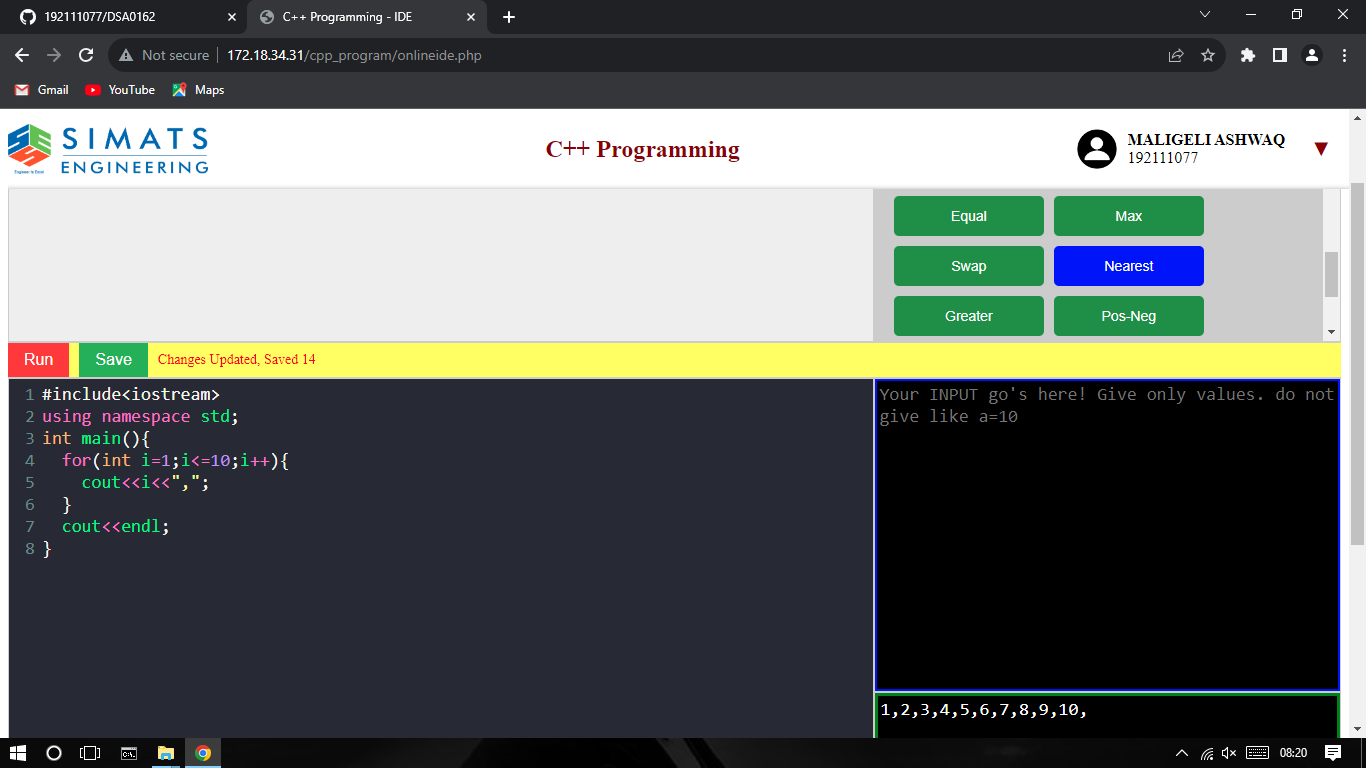 192111077/DSA0162
C++ Programming - IDE
Not secure
172.18.34.31/cpp_program/onlineide.php
Gmail
YouTube
Maps
SIMATS
ENGINEERING
Engineer to Excel
C++ Programming
MALIGELI ASHWAQ
192111077
Equal
Max
Swap
Nearest
Greater
Pos-Neg
Run
Save
Changes Updated, Saved 14
1 #include<iostream>
2 using namespace std;
3 int main(){
4 for(int i=1;i<=10;i++){
5 cout<<i<<",";
6 }
7 cout<<endl;
8 }
Your INPUT go's here! Give only values. do not
give like a=10
1,2,3,4,5,6,7,8,9,10,
08:20